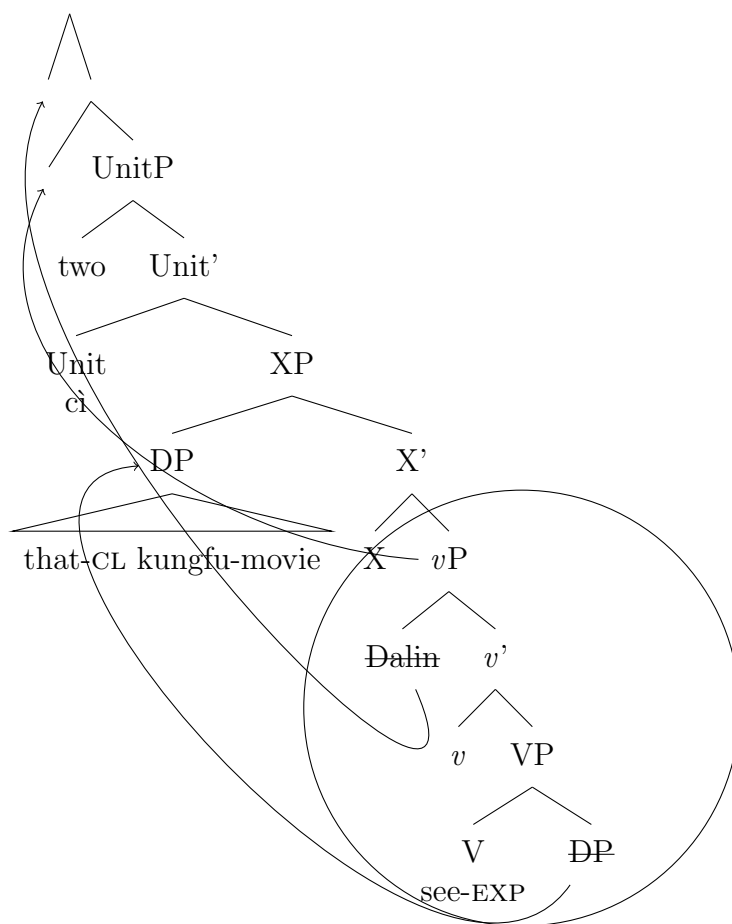 UnitP
two Unit’
Unit XP
cì
DP X’
that-CL kungfu-movie X vP
Dalin v’
v VP
V DP
see-EXP